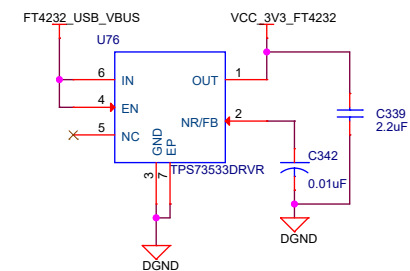 FT4232_USB_VBUS
VCC_3V3_FT4232
U76
6 IN OUT 1
4 EN
NR/FB 2
5 NC
GND EP
3 7
TPS73533DRVR
C339
2.2uF
C342
0.01uF
DGND
DGND